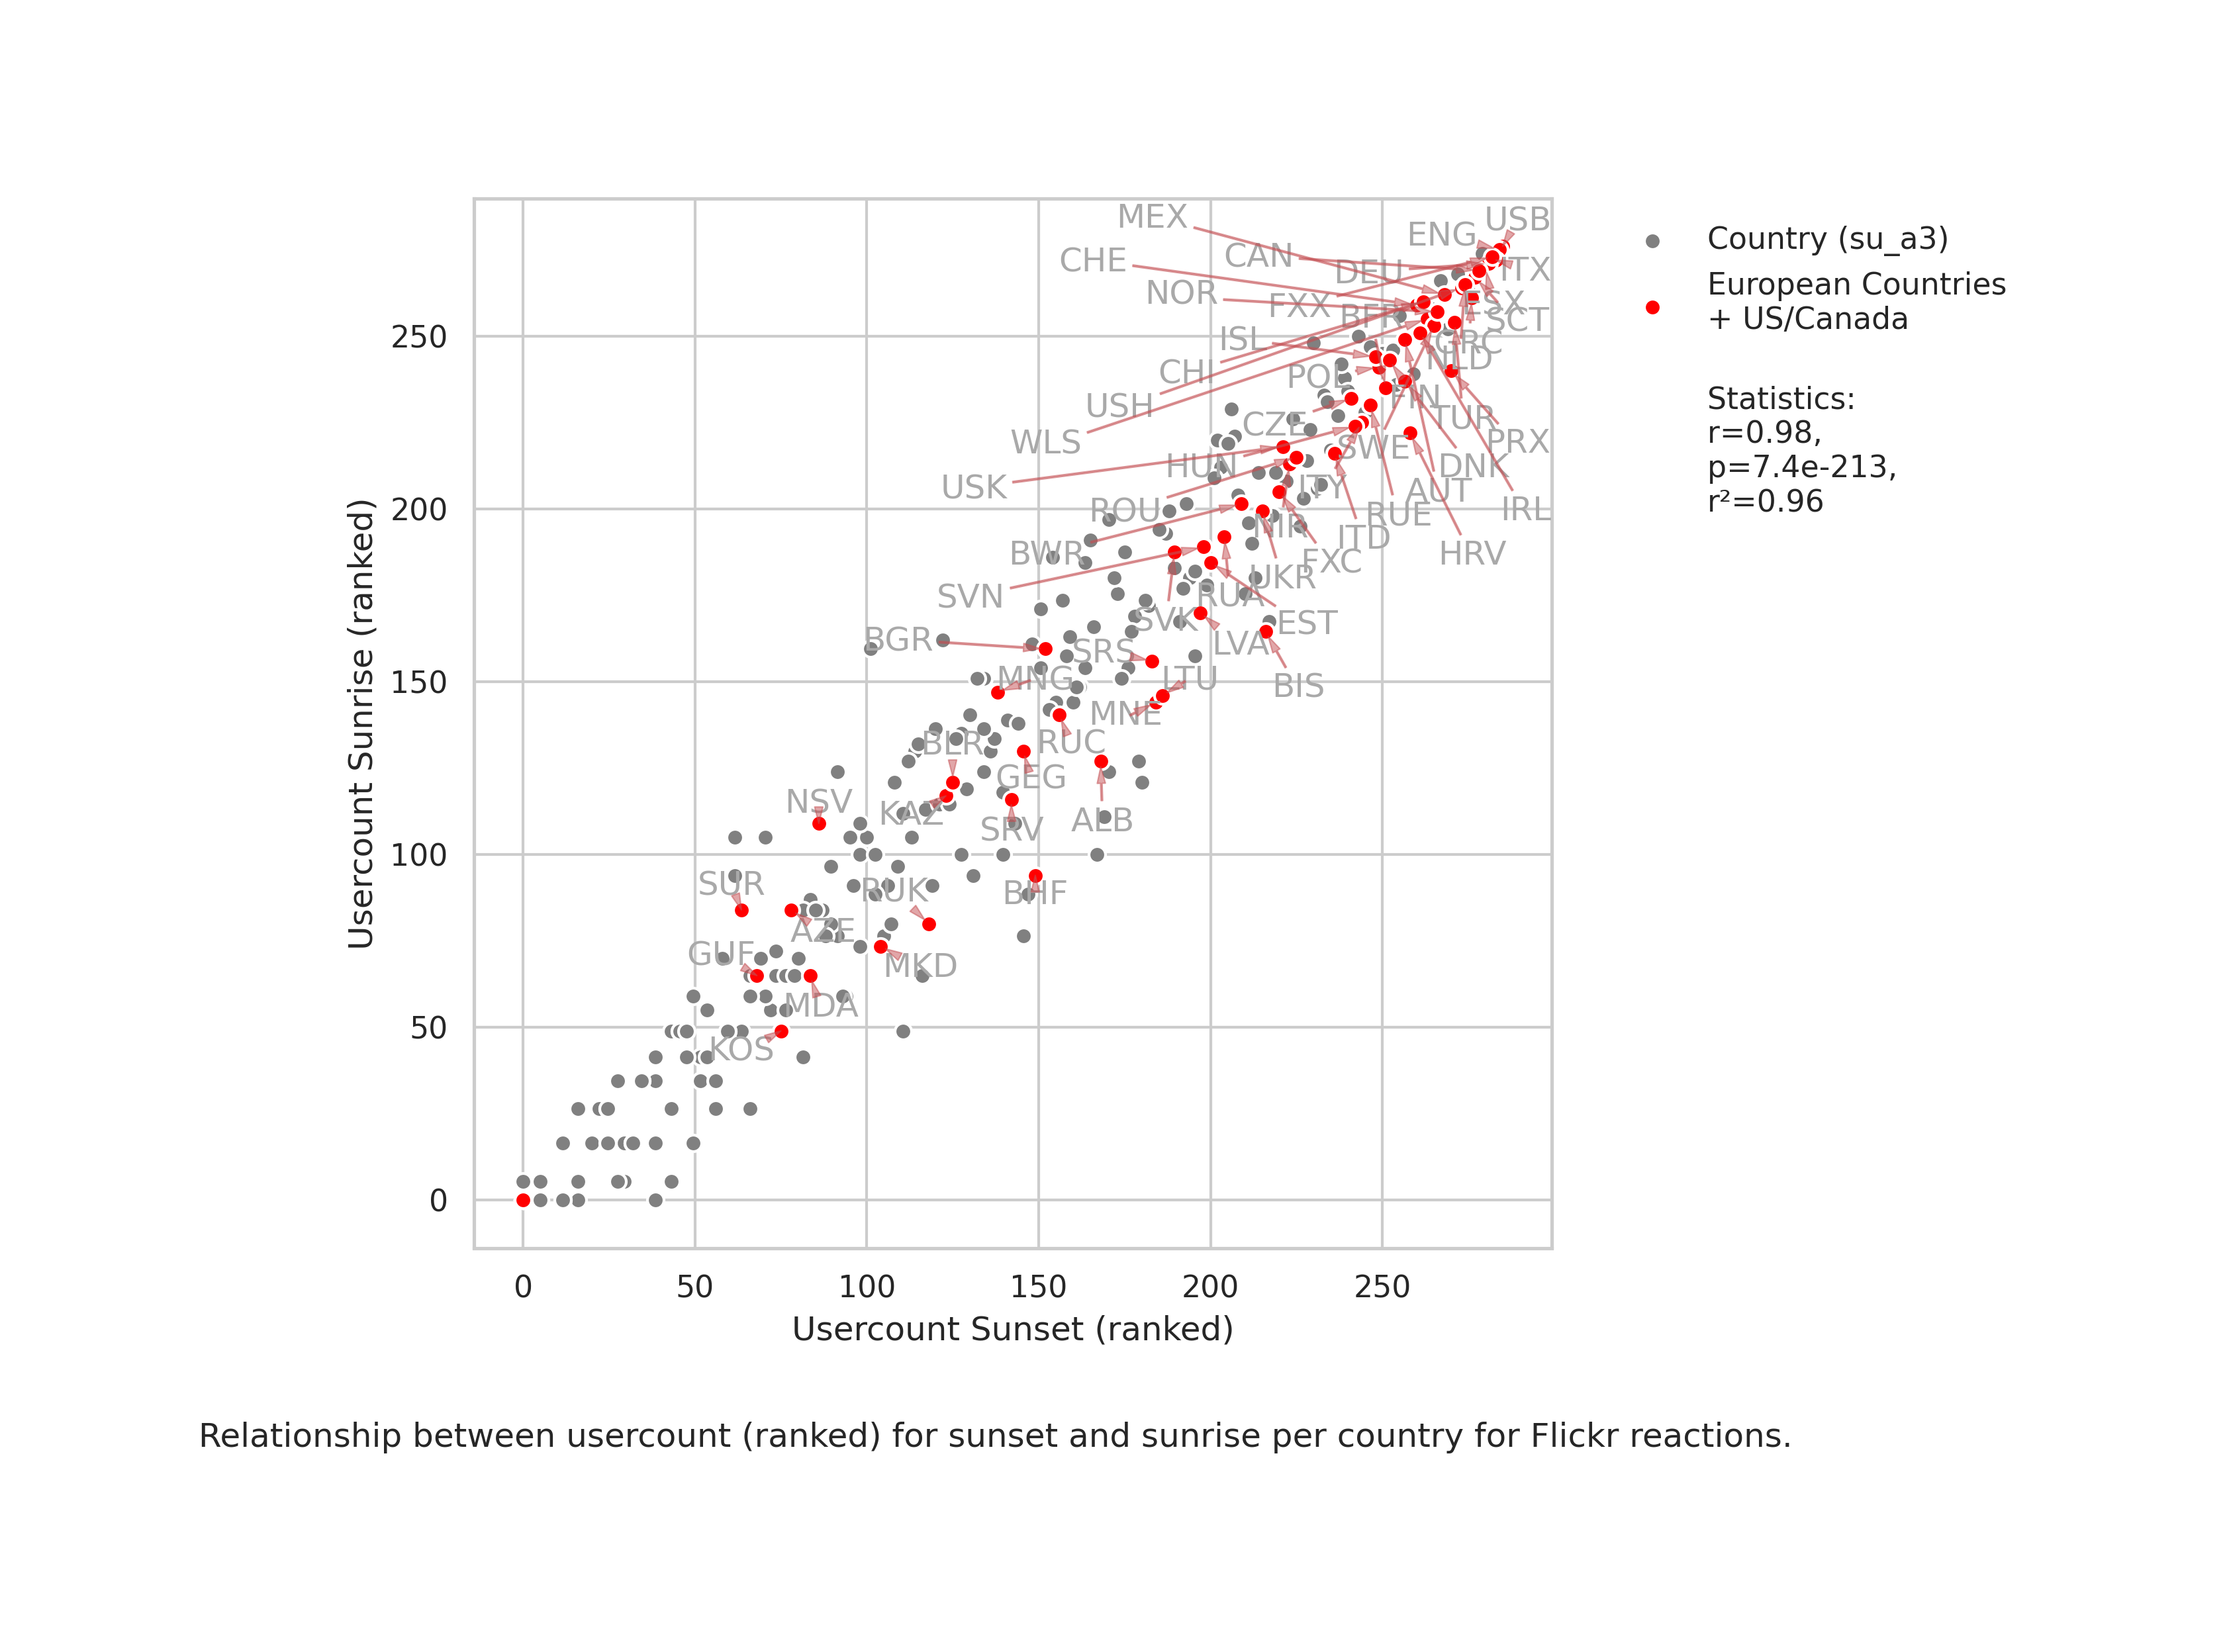 MEX
USB
ENG
CHE
CAN
DEU
ITX
NOR
FXX
BFR
ESX
SCT
ISL
GRC
NLD
CHI
POL
USH
FIN
TUR
CZE
PRX
WLS
SWE
HUN
DNK
USK
ITY
AUT
ROU
RUE
IRL
NIR
ITD
BWR
FXC
HRV
SVN
UKR
RUA
SVK
EST
BGR
SRS
LVA
MNG
LTU
BIS
MNE
BLR
RUC
GEG
NSV
KAZ
SRV
ALB
SUR
RUK
BHF
AZE
GUF
MKD
MDA
KOS
Country (su_a3)
European Countries
+ US/Canada
Statistics:
r=0.98,
p=7.4e-213,
r²=0.96
Usercount Sunrise (ranked)
250
200
150
100
50
0
0 50 100 150 200 250
Usercount Sunset (ranked)
Relationship between usercount (ranked) for sunset and sunrise per country for Flickr reactions.